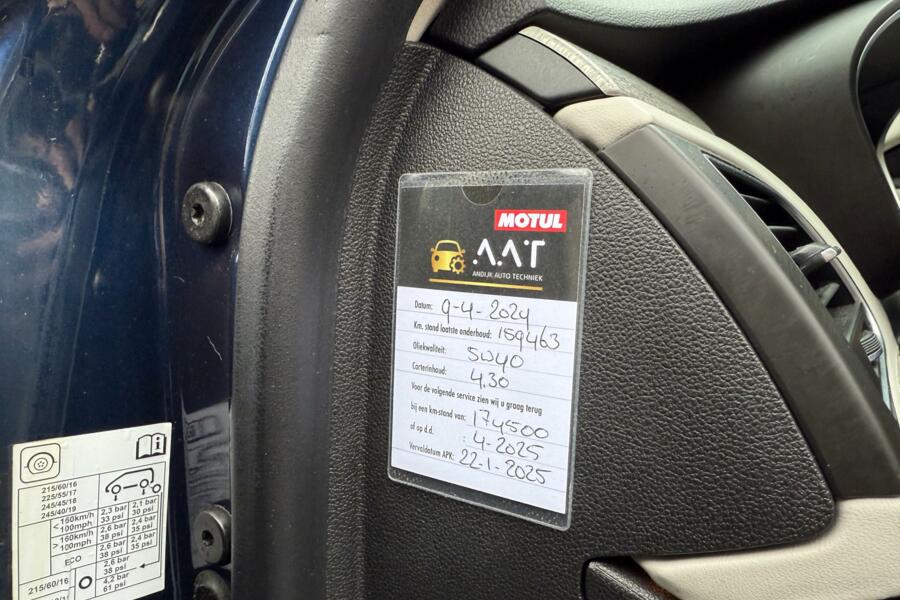 MOTUL
A.A.T
ANDIJK AUTO TECHNIEK
Datum: 9-4-2024
Km. stand laatste onderhoud: 159463
Oliekwaliteit: 5W40
Carterinhoud: 4.30
Voor de volgende service zien wij u graag terug
bij een km-stand van: 174500
of op d.d. : 4-2025
Vervaldatum APK: 22-1-2025
215/60/16
225/55/17
245/45/18
245/40/19
<160km/h 100mph 2,3 bar 33 psi 2,1 bar 30 psi
>160km/h 100mph 2,6 bar 38 psi 2,4 bar 35 psi
ECO 2,6 bar 38 psi 2,4 bar 35 psi
2,6 bar 38 psi
215/60/16 4,2 bar 61 psi